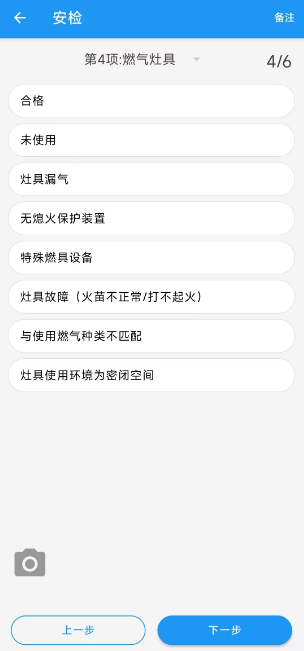 安检
备注
第4项:燃气灶具
4/6
合格
未使用
灶具漏气
无熄火保护装置
特殊燃具设备
灶具故障（火苗不正常/打不起火）
与使用燃气种类不匹配
灶具使用环境为密闭空间
上一步
下一步